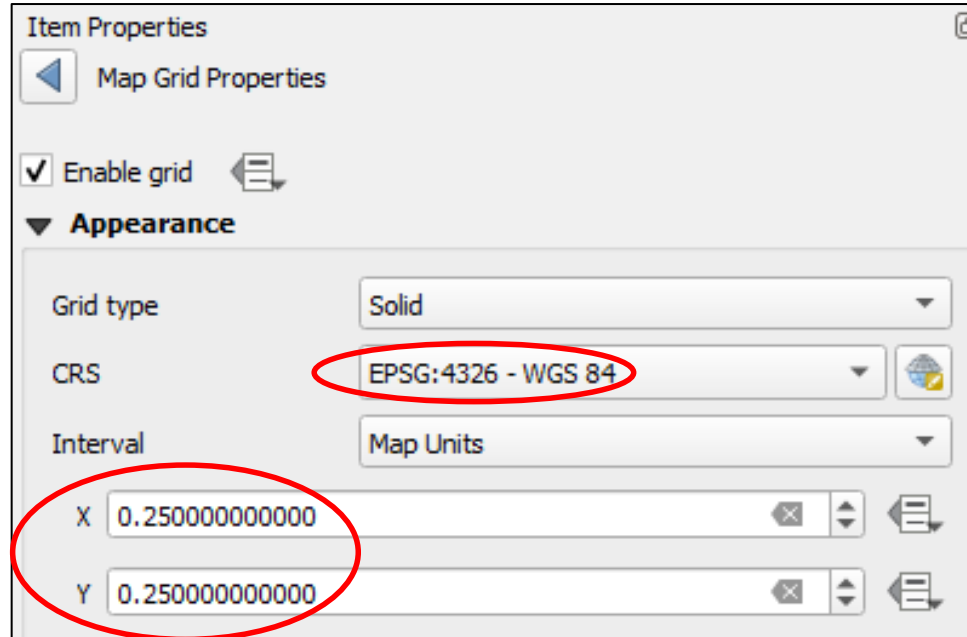 Item Properties
Map Grid Properties
Enable grid
Appearance
Grid type Solid
CRS EPSG:4326 - WGS 84
Interval Map Units
X 0.250000000000
Y 0.250000000000